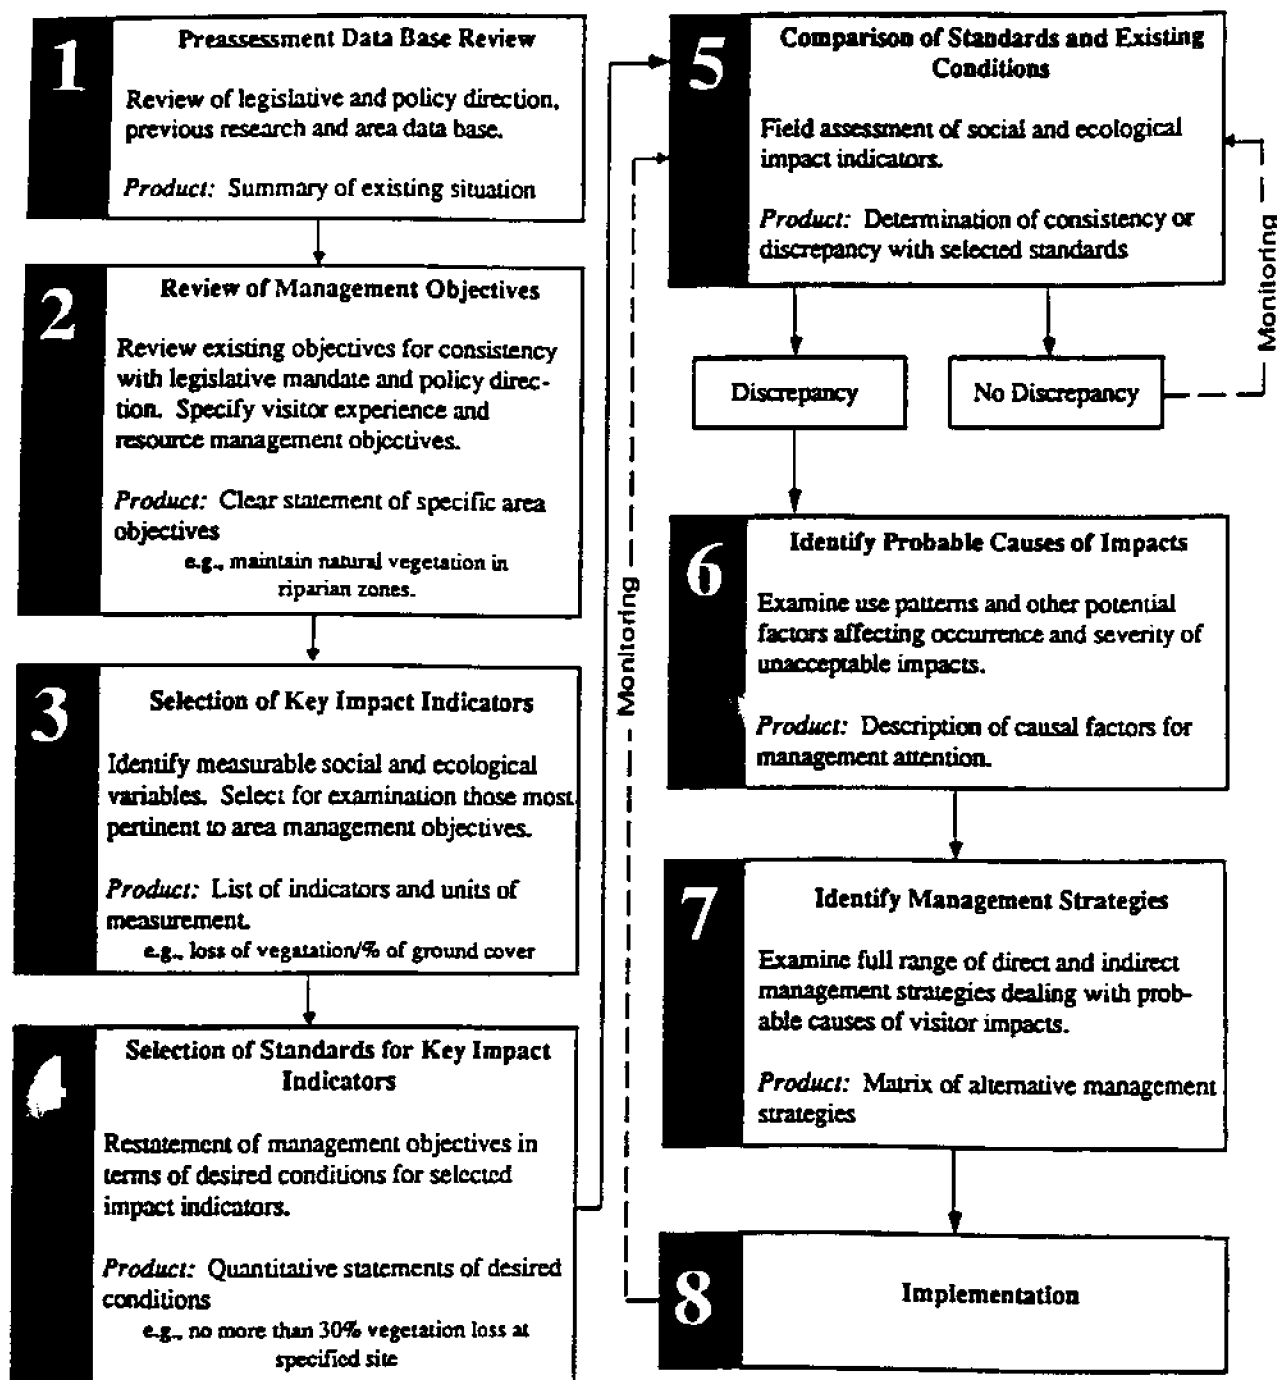 1
Preassessment Data Base Review
Review of legislative and policy direction,
previous research and area data base.
Product: Summary of existing situation
2
Review of Management Objectives
Review existing objectives for consistency
with legislative mandate and policy direc-
tion. Specify visitor experience and
resource management objectives.
Product: Clear statement of specific area
objectives
e.g., maintain natural vegetation in
riparian zones.
3
Selection of Key Impact Indicators
Identify measurable social and ecological
variables. Select for examination those most
pertinent to area management objectives.
Product: List of indicators and units of
measurement.
e.g., loss of vegatation/% of ground cover
4
Selection of Standards for Key Impact
Indicators
Restatement of management objectives in
terms of desired conditions for selected
impact indicators.
Product: Quantitative statements of desired
conditions
e.g., no more than 30% vegetation loss at
specified site
Monitoring
5
Comparison of Standards and Existing
Conditions
Field assessment of social and ecological
impact indicators.
Product: Determination of consistency or
discrepancy with selected standards
Monitoring
Discrepancy
No Discrepancy
6
Identify Probable Causes of Impacts
Examine use patterns and other potential
factors affecting occurrence and severity of
unacceptable impacts.
Product: Description of causal factors for
management attention.
7
Identify Management Strategies
Examine full range of direct and indirect
management strategies dealing with prob-
able causes of visitor impacts.
Product: Matrix of alternative management
strategies
8
Implementation